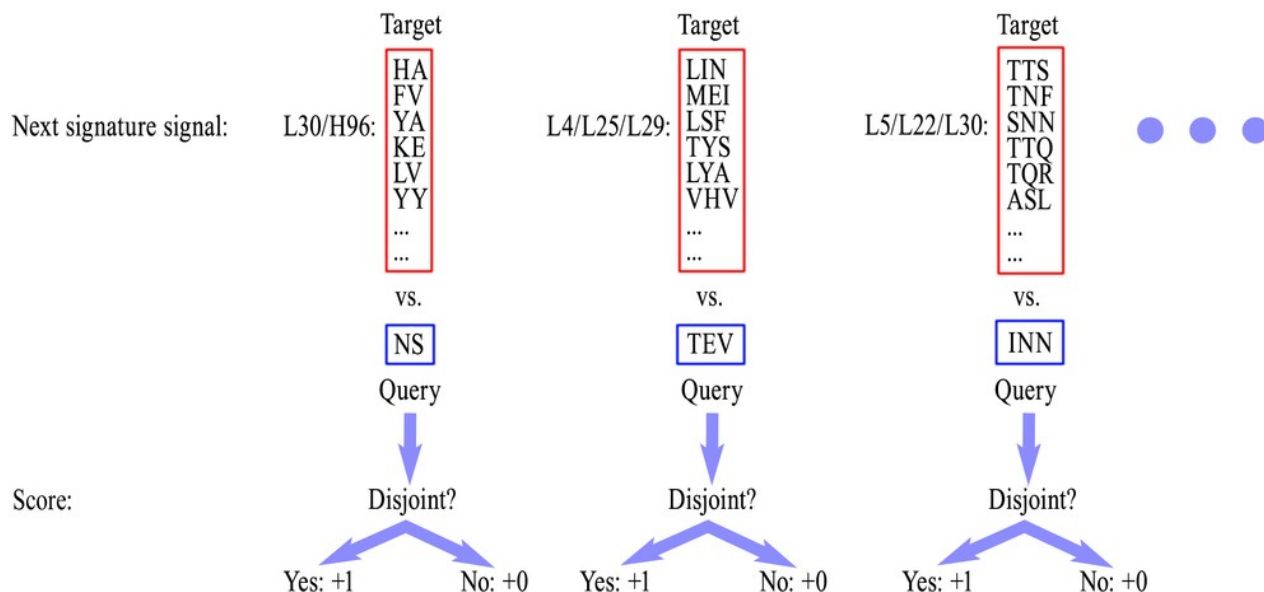 Target Target Target
Next signature signal:
L30/H96:
HA
FV
YA
KE
LV
YY
...
...
L4/L25/L29:
LIN
MEI
LSF
TYS
LYA
VHV
...
...
L5/L22/L30:
TTS
TNF
SNN
TTQ
TQR
ASL
...
...
vs. vs. vs.
NS TEV INN
Query Query Query
Score: Disjoint? Disjoint? Disjoint?
Yes: +1 No: +0 Yes: +1 No: +0 Yes: +1 No: +0